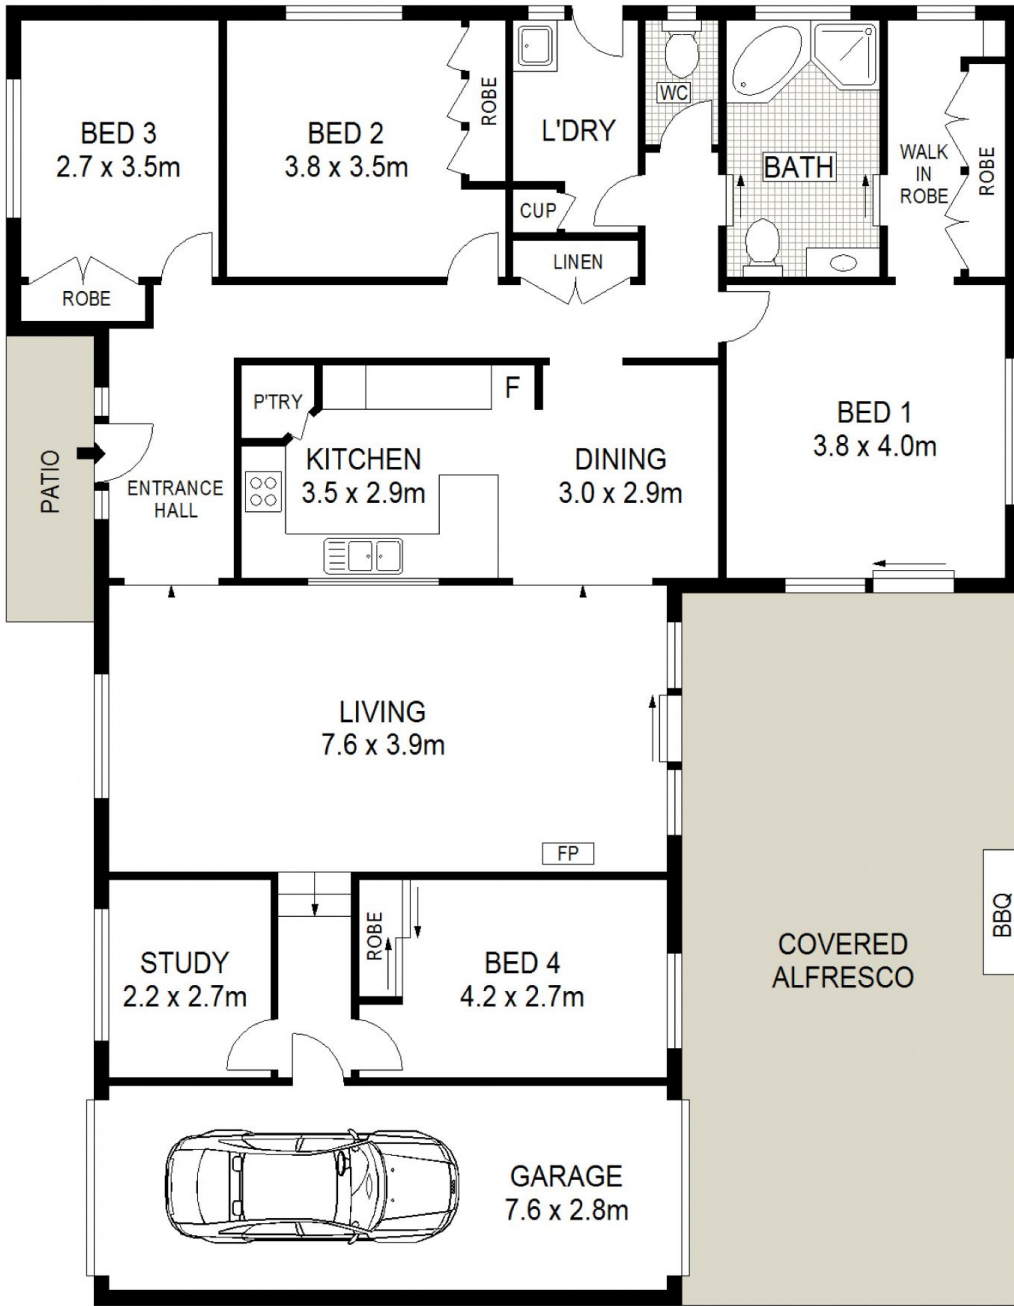 BED 3
2.7 x 3.5m
BED 2
3.8 x 3.5m
ROBE
L'DRY
WC
BATH
WALK
IN
ROBE
ROBE
CUP
LINEN
ROBE
P'TRY
F
KITCHEN
3.5 x 2.9m
DINING
3.0 x 2.9m
BED 1
3.8 x 4.0m
PATIO
ENTRANCE
HALL
LIVING
7.6 x 3.9m
FP
STUDY
2.2 x 2.7m
ROBE
BED 4
4.2 x 2.7m
COVERED
ALFRESCO
BBQ
GARAGE
7.6 x 2.8m